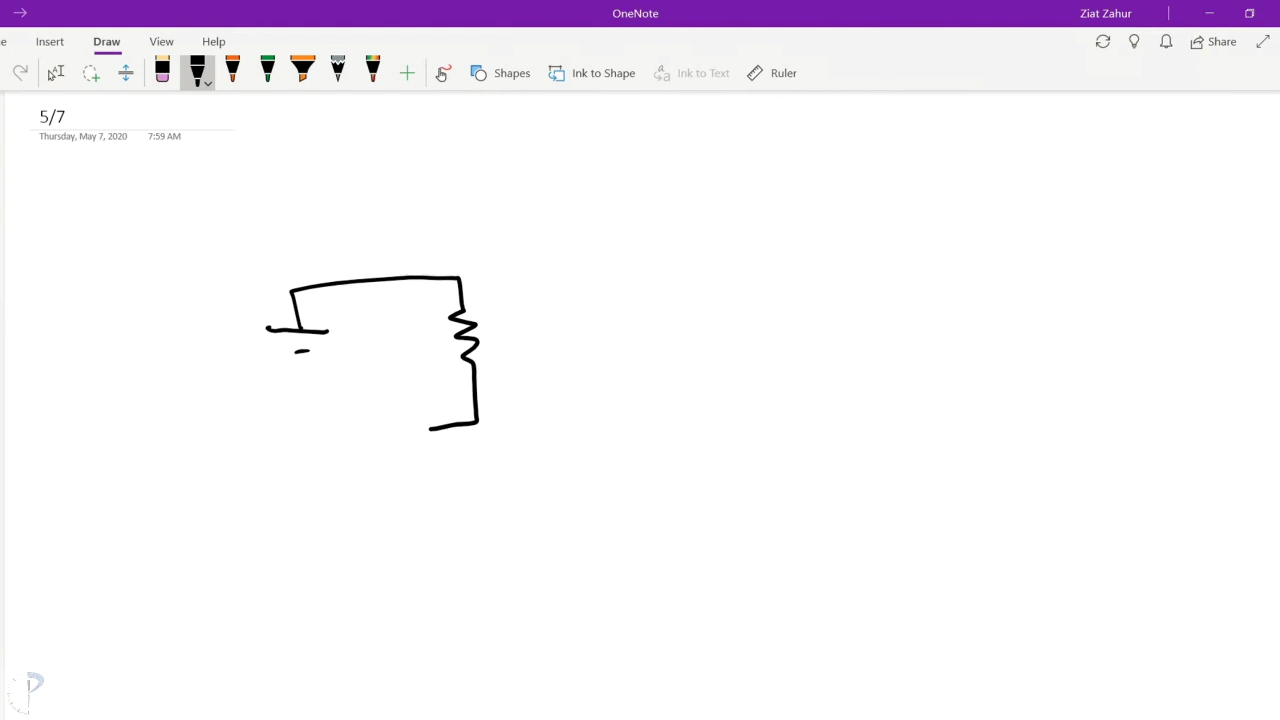 OneNote
Ziat Zahur
Insert Draw View Help
Share
Shapes Ink to Shape Ink to Text Ruler
5/7
Thursday, May 7, 2020 7:59 AM